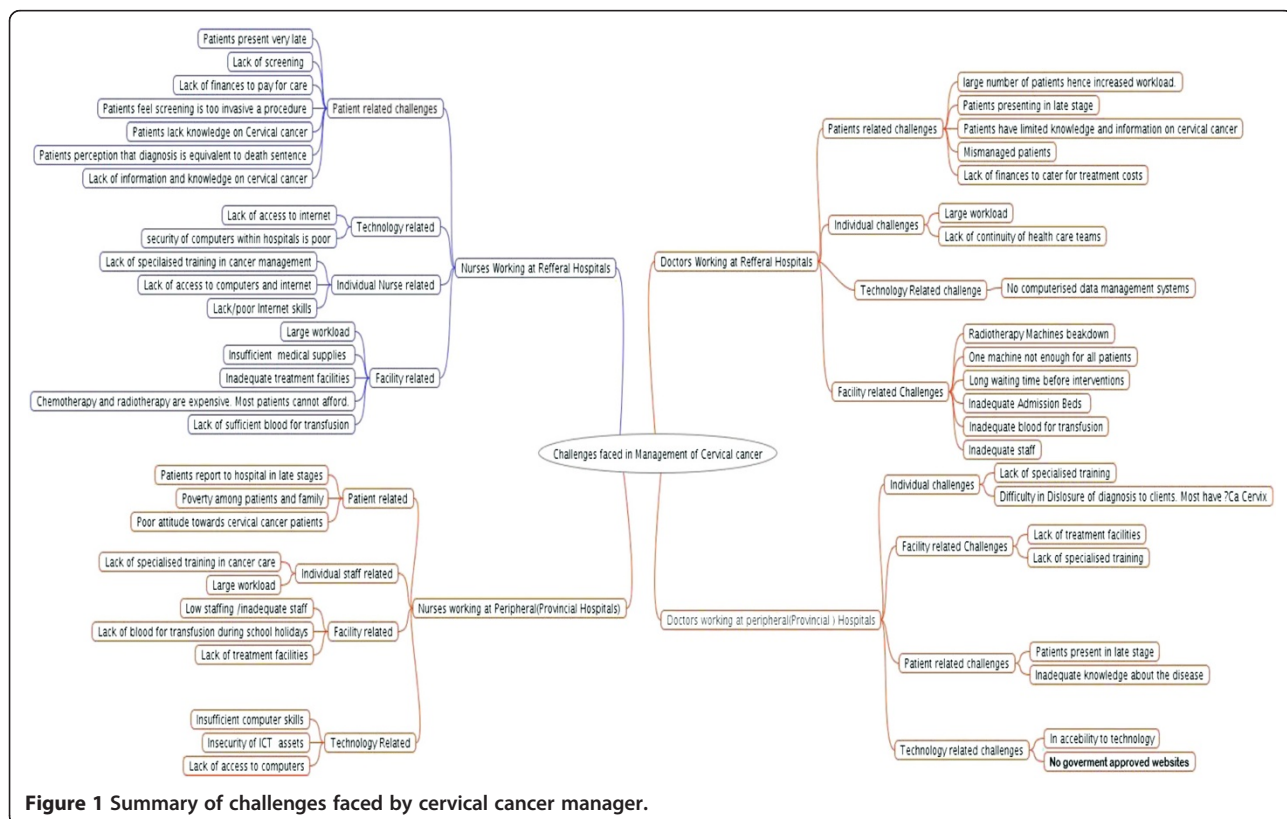 Patients present very late
Lack of screening
Lack of finances to pay for care
Patients feel screening is too invasive a procedure
Patients lack knowledge on Cervical cancer
Patients perception that diagnosis is equivalent to death sentence
Lack of information and knowledge on cervical cancer
Patient related challenges
Lack of access to internet
security of computers within hospitals is poor
Technology related
Lack of specilaised training in cancer management
Lack of access to computers and internet
Lack/poor Internet skills
Individual Nurse related
Large workload
Insufficient medical supplies
Inadequate treatment facilities
Chemotherapy and radiotherapy are expensive. Most patients cannot afford.
Lack of sufficient blood for transfusion
Facility related
Nurses Working at Refferal Hospitals
Patients report to hospital in late stages
Poverty among patients and family
Poor attitude towards cervical cancer patients
Patient related
Lack of specialised training in cancer care
Large workload
Individual staff related
Low staffing /inadequate staff
Lack of blood for transfusion during school holidays
Lack of treatment facilities
Facility related
Insufficient computer skills
Insecurity of ICT assets
Lack of access to computers
Technology Related
Nurses working at Peripheral(Provincial Hospitals)
Challenges faced in Management of Cervical cancer
Doctors Working at Refferal Hospitals
Patients related challenges
large number of patients hence increased workload.
Patients presenting in late stage
Patients have limited knowledge and information on cervical cancer
Mismanaged patients
Lack of finances to cater for treatment costs
Individual challenges
Large workload
Lack of continuity of health care teams
Technology Related challenge
No computerised data management systems
Facility related Challenges
Radiotherapy Machines breakdown
One machine not enough for all patients
Long waiting time before interventions
Inadequate Admission Beds
Inadequate blood for transfusion
Inadequate staff
Doctors working at peripheral(Provincial ) Hospitals
Individual challenges
Lack of specialised training
Difficulty in Dislosure of diagnosis to clients. Most have ?Ca Cervix
Facility related Challenges
Lack of treatment facilities
Lack of specialised training
Patient related challenges
Patients present in late stage
Inadequate knowledge about the disease
Technology related challenges
In accebility to technology
No goverment approved websites
Figure 1 Summary of challenges faced by cervical cancer manager.